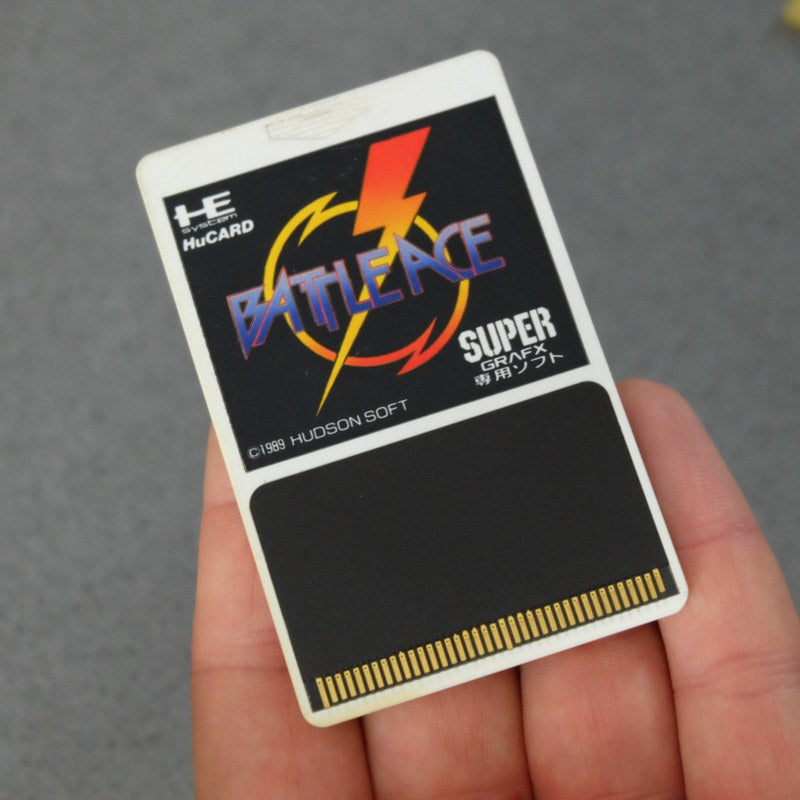 HE
system
HuCARD
BATTLE ACE
SUPER
GRAFX
専用ソフト
©1989 HUDSON SOFT